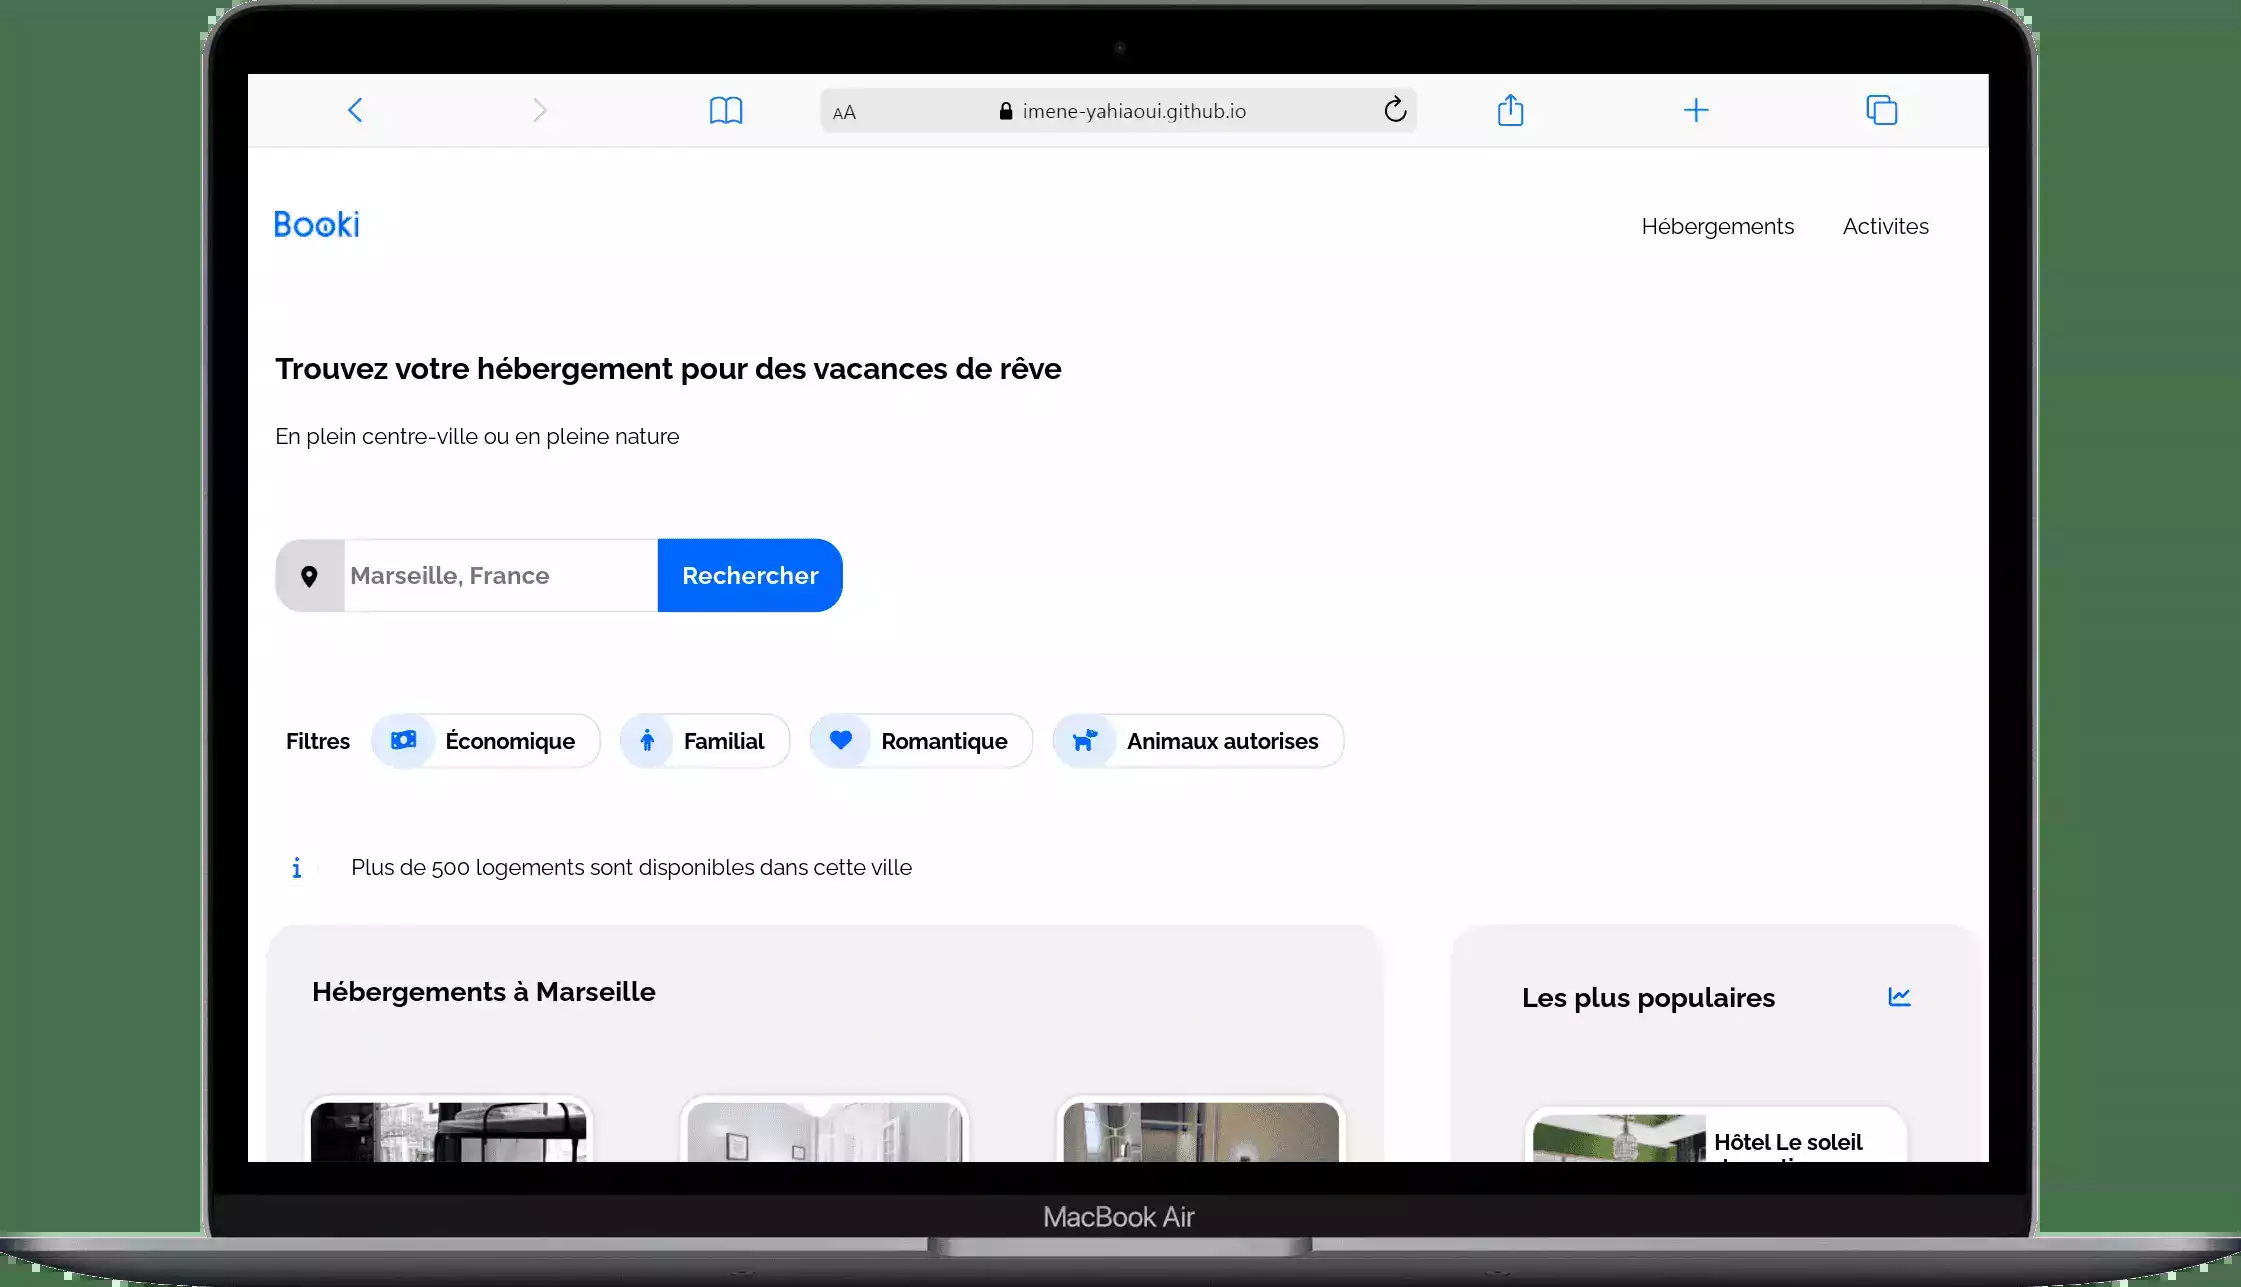 AA
imene-yahiaoui.github.io
Booki
Hébergements
Activites
Trouvez votre hébergement pour des vacances de rêve
En plein centre-ville ou en pleine nature
Marseille, France
Rechercher
Filtres
Économique
Familial
Romantique
Animaux autorises
Plus de 500 logements sont disponibles dans cette ville
Hébergements à Marseille
Les plus populaires
Hôtel Le soleil
MacBook Air